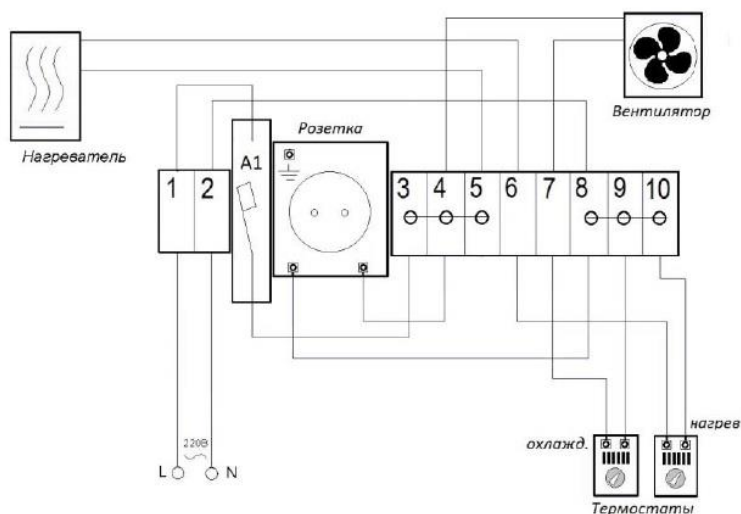 Вентилятор
Нагреватель
Розетка
A1
1 2
3 4 5 6 7 8 9 10
220В
L N
охлажд.
нагрев
Термостаты